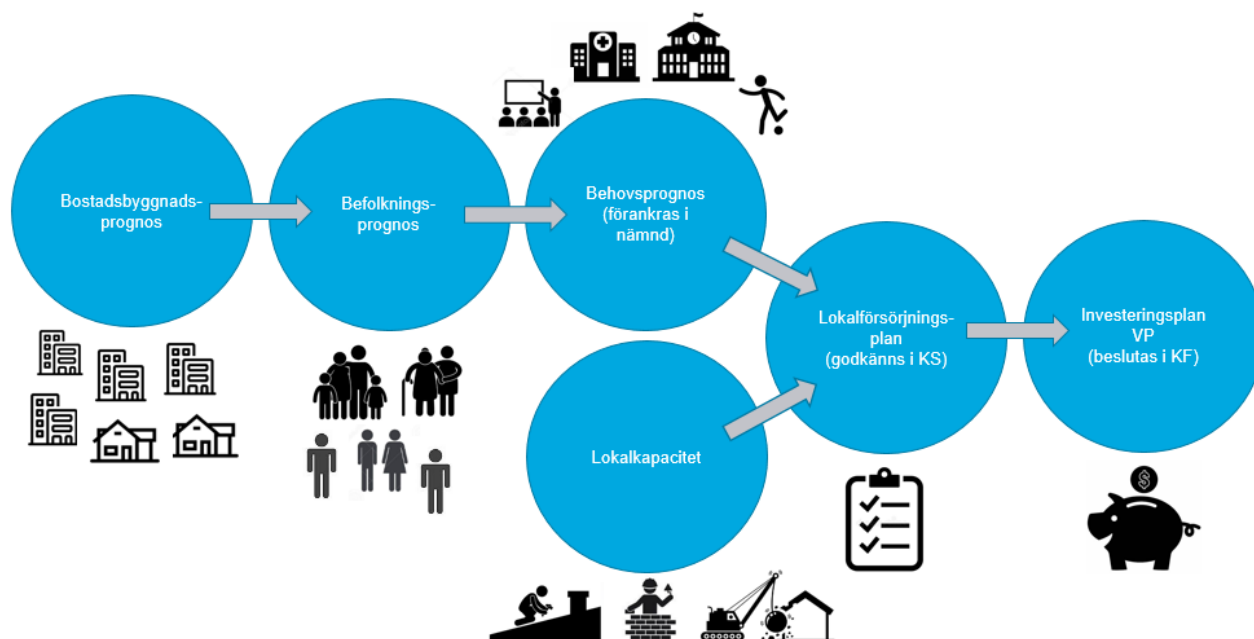 Bostadsbyggnads-
prognos
Befolknings-
prognos
Behovsprognos
(förankras i
nämnd)
Lokalkapacitet
Lokalförsörjnings-
plan
(godkänns i KS)
Investeringsplan
VP
(beslutas i KF)
$